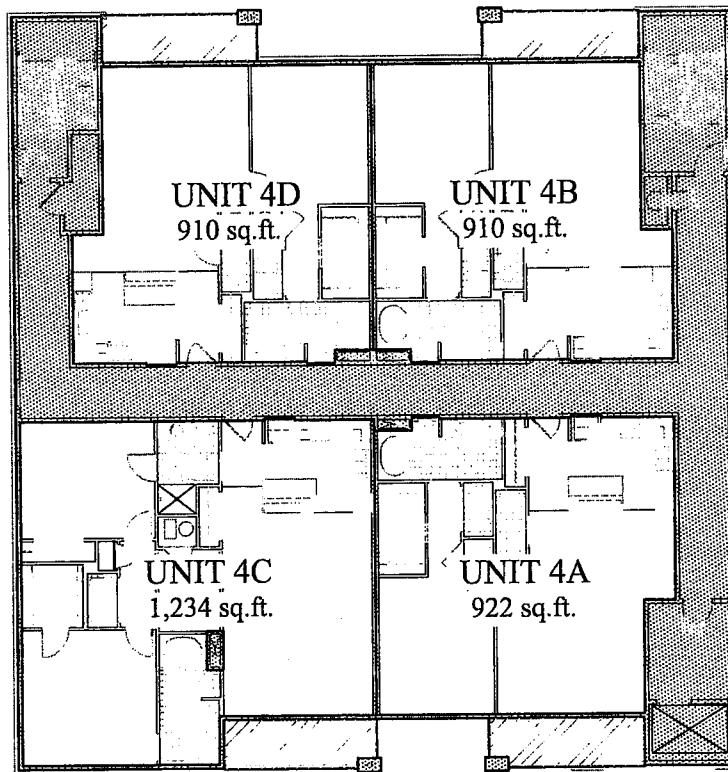 UNIT 4D
910 sq.ft.
UNIT 4B
910 sq.ft.
UNIT 4C
1,234 sq.ft.
UNIT 4A
922 sq.ft.